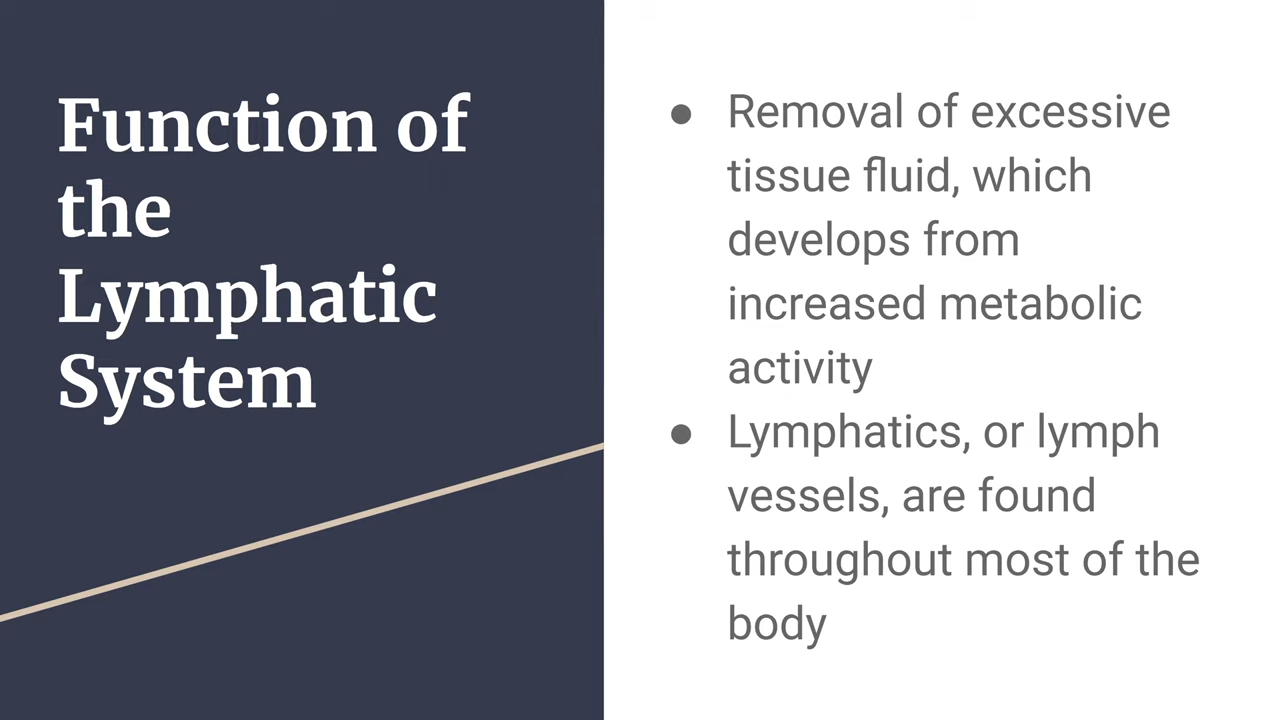 Function of
the
Lymphatic
System
● Removal of excessive
tissue fluid, which
develops from
increased metabolic
activity
● Lymphatics, or lymph
vessels, are found
throughout most of the
body